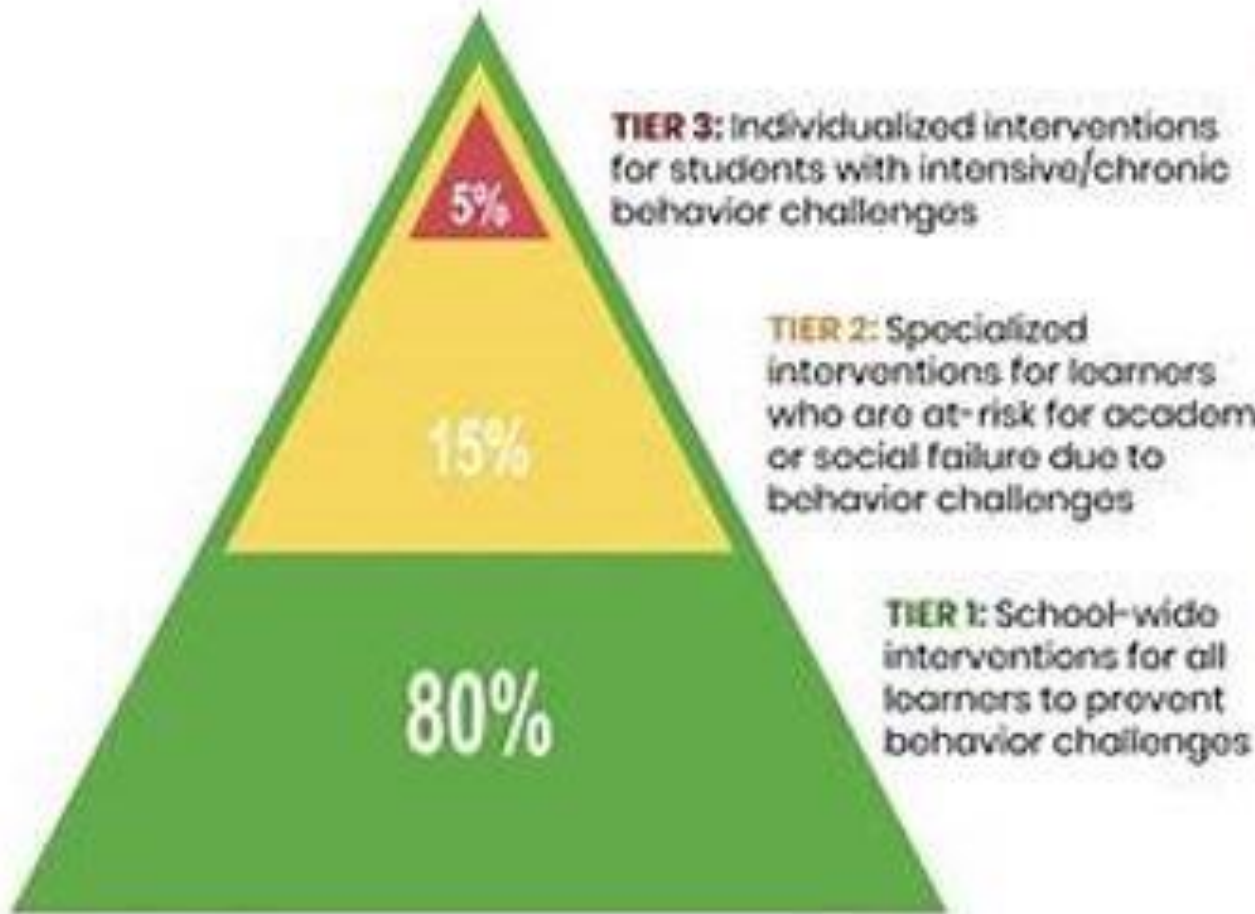 TIER 3: Individualized interventions
for students with intensive/chronic
behavior challenges
5%
TIER 2: Specialized
interventions for learners
who are at-risk for academ
or social failure due to
behavior challenges
15%
TIER 1: School-wide
interventions for all
learners to prevent
behavior challenges
80%